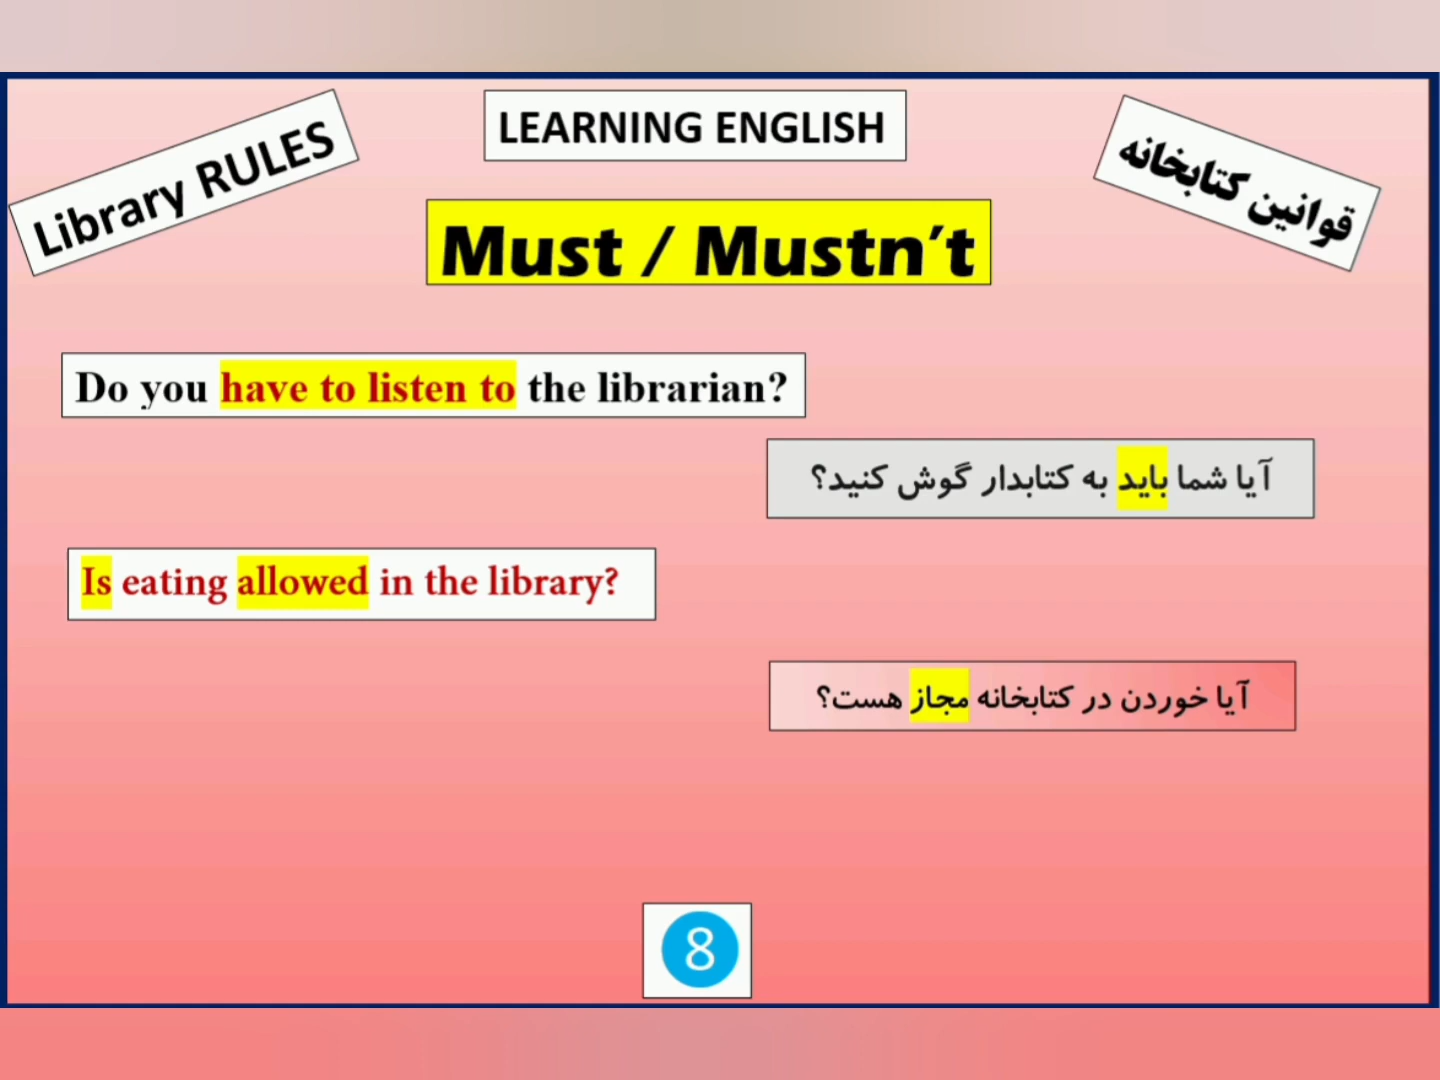 Library RULES
LEARNING ENGLISH
قوانین کتابخانه
Must / Mustn’t
Do you have to listen to the librarian?
آیا شما باید به کتابدار گوش کنید؟
Is eating allowed in the library?
آیا خوردن در کتابخانه مجاز هست؟
8